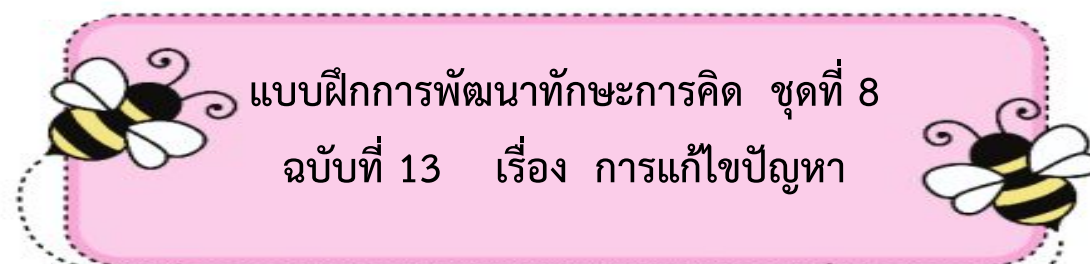 แบบฝึกการพัฒนาทักษะการคิด ชุดที่ 8
ฉบับที่ 13 เรื่อง การแก้ไขปัญหา